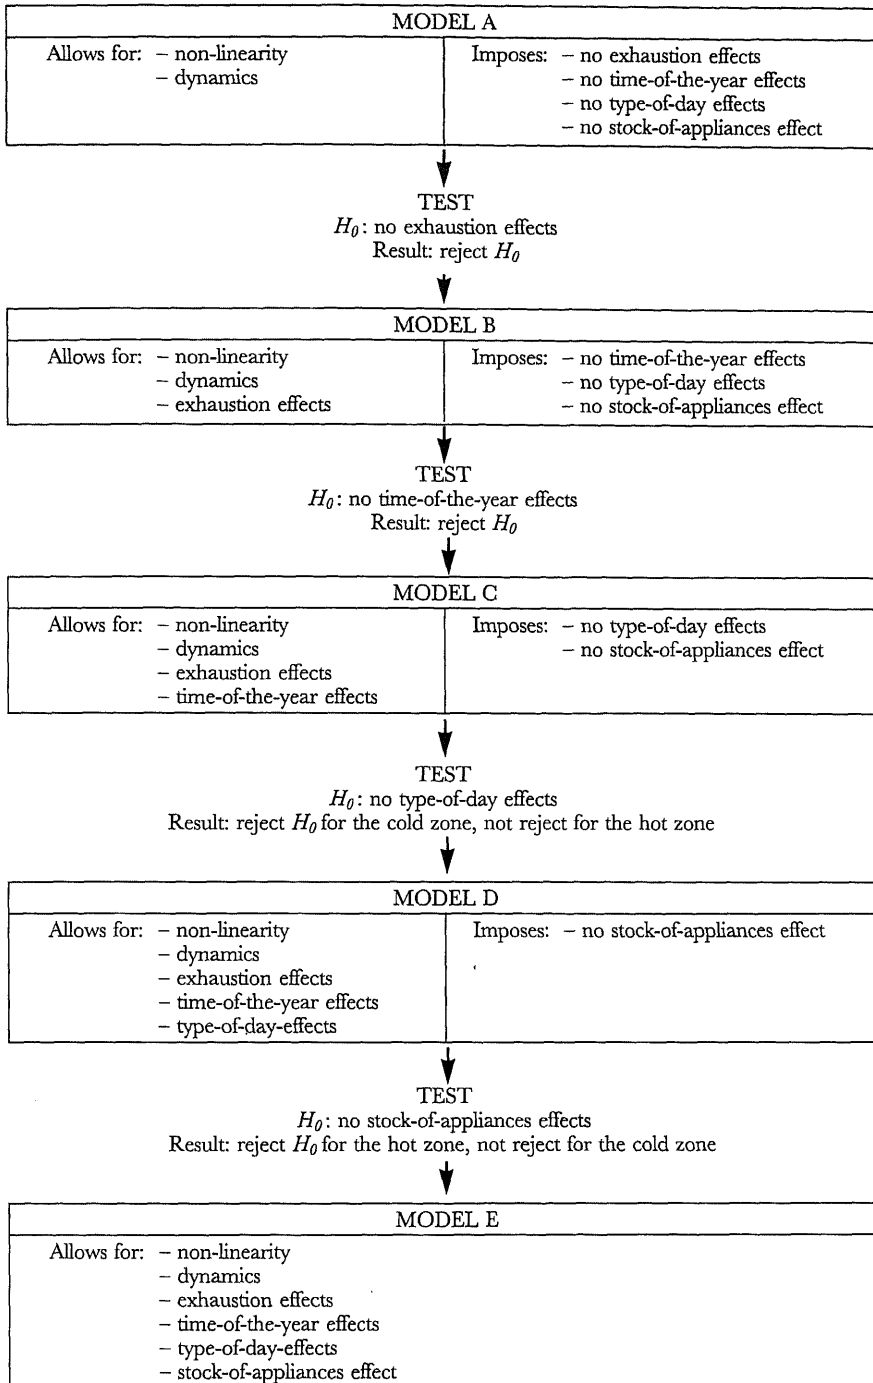 MODEL A
Allows for: – non-linearity
– dynamics
Imposes: – no exhaustion effects
– no time-of-the-year effects
– no type-of-day effects
– no stock-of-appliances effect
TEST
H0: no exhaustion effects
Result: reject H0
MODEL B
Allows for: – non-linearity
– dynamics
– exhaustion effects
Imposes: – no time-of-the-year effects
– no type-of-day effects
– no stock-of-appliances effect
TEST
H0: no time-of-the-year effects
Result: reject H0
MODEL C
Allows for: – non-linearity
– dynamics
– exhaustion effects
– time-of-the-year effects
Imposes: – no type-of-day effects
– no stock-of-appliances effect
TEST
H0: no type-of-day effects
Result: reject H0 for the cold zone, not reject for the hot zone
MODEL D
Allows for: – non-linearity
– dynamics
– exhaustion effects
– time-of-the-year effects
– type-of-day-effects
Imposes: – no stock-of-appliances effect
TEST
H0: no stock-of-appliances effects
Result: reject H0 for the hot zone, not reject for the cold zone
MODEL E
Allows for: – non-linearity
– dynamics
– exhaustion effects
– time-of-the-year effects
– type-of-day-effects
– stock-of-appliances effect